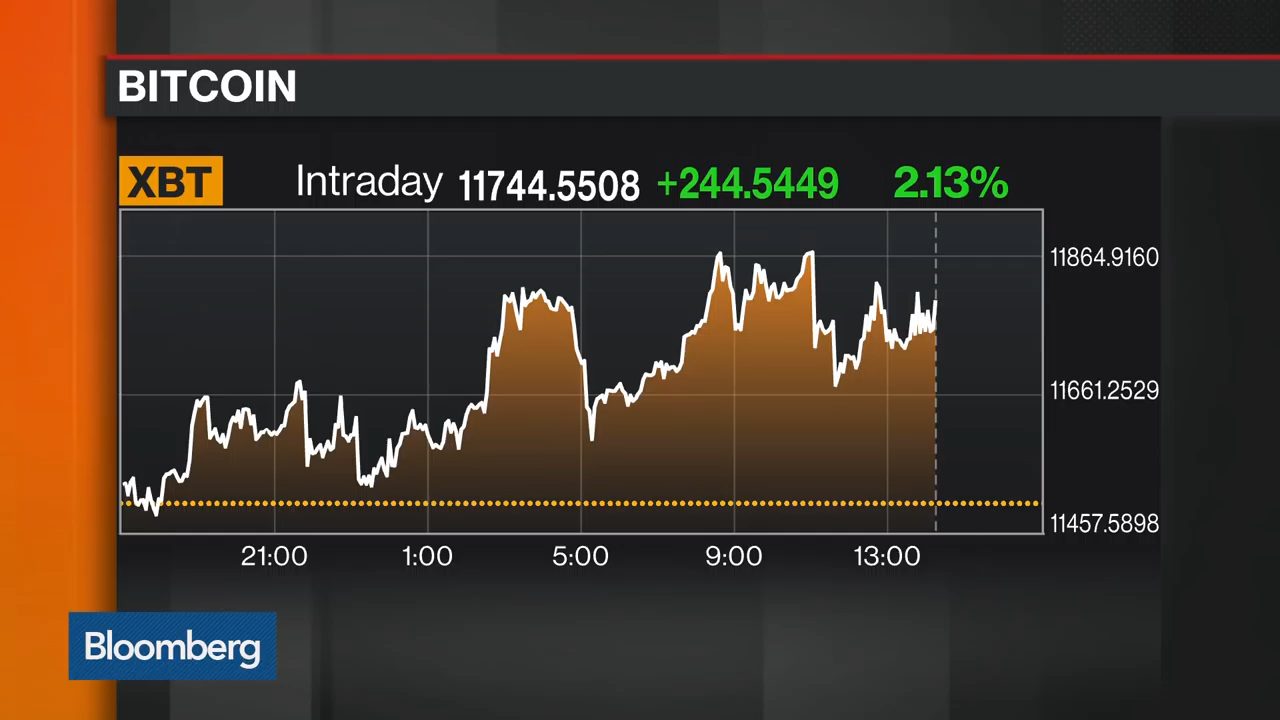 BITCOIN
XBT Intraday 11744.5508 +244.5449 2.13%
11864.9160
11661.2529
11457.5898
21:00 1:00 5:00 9:00 13:00
Bloomberg